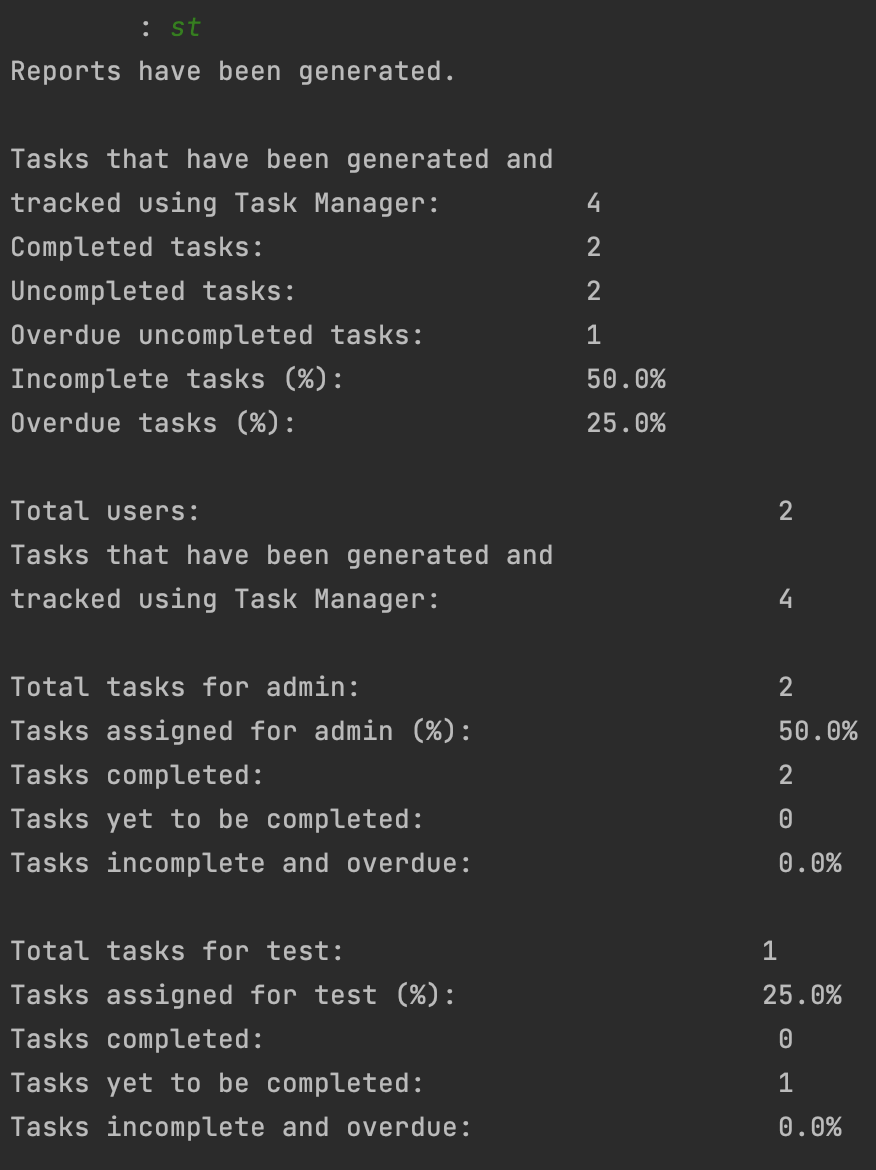 : st
Reports have been generated.
Tasks that have been generated and
tracked using Task Manager: 4
Completed tasks: 2
Uncompleted tasks: 2
Overdue uncompleted tasks: 1
Incomplete tasks (%): 50.0%
Overdue tasks (%): 25.0%
Total users: 2
Tasks that have been generated and
tracked using Task Manager: 4
Total tasks for admin: 2
Tasks assigned for admin (%): 50.0%
Tasks completed: 2
Tasks yet to be completed: 0
Tasks incomplete and overdue: 0.0%
Total tasks for test: 1
Tasks assigned for test (%): 25.0%
Tasks completed: 0
Tasks yet to be completed: 1
Tasks incomplete and overdue: 0.0%